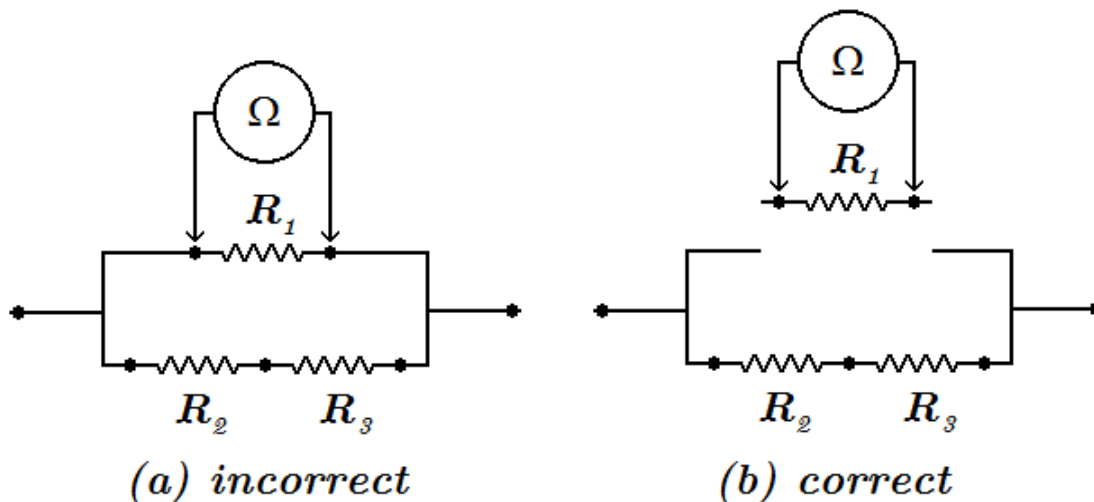 Ω
R₁
R₂ R₃
(a) incorrect
Ω
R₁
R₂ R₃
(b) correct